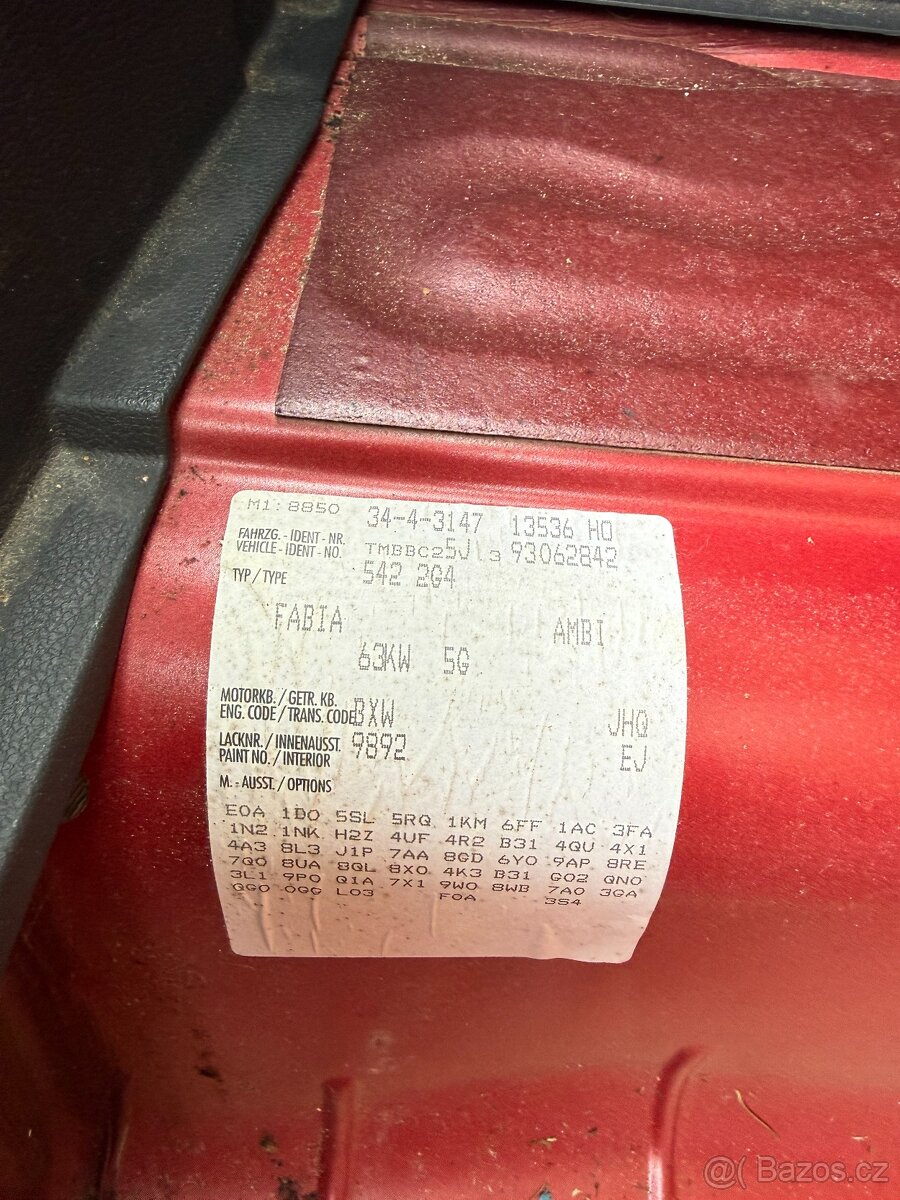 M1: 8850 34-4-3147 13536 HO
FAHRZG. - IDENT - NR.
VEHICLE - IDENT - NO. TMBBC25J 3 93062842
TYP / TYPE 542 2G4
FABIA AMBI
63KW 5G
MOTORKB. / GETR. KB.
ENG. CODE / TRANS. CODE BXW JHQ
LACKNR. / INNENAUSST. 9892 EJ
PAINT NO. / INTERIOR
M. - AUSST. / OPTIONS
E0A 1D0 5SL 5RQ 1KM 6FF 1AC 3FA
1N2 1NK H2Z 4UF 4R2 B31 4QU 4X1
4A3 8L3 J1P 7AA 8GD 6Y0 9AP 8RE
7Q0 8UA 8QL 8X0 4K3 B31 G02 QN0
3L1 9P0 Q1A 7X1 9W0 8WB 7A0 3GA
QG0 0GG L03 F0A 3S4
@ Bazos.cz